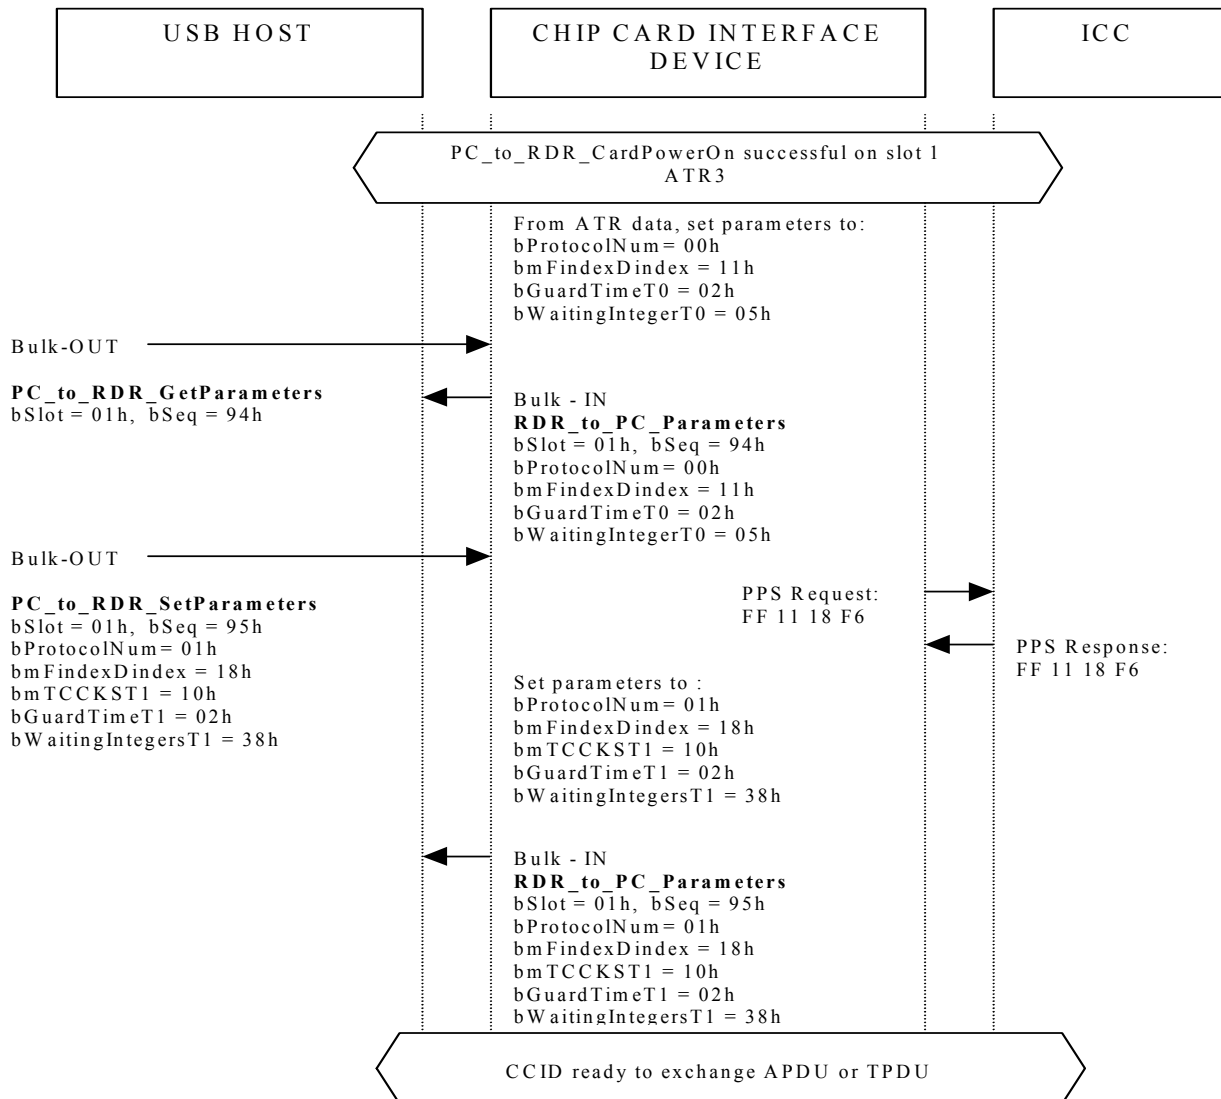 USB HOST
CHIP CARD INTERFACE
DEVICE
ICC
PC_to_RDR_CardPowerOn successful on slot 1
ATR3
From ATR data, set parameters to:
bProtocolNum= 00h
bmFindexDindex = 11h
bGuardTimeT0 = 02h
bWaitingIntegerT0 = 05h
Bulk-OUT
PC_to_RDR_GetParameters
bSlot = 01h, bSeq = 94h
Bulk - IN
RDR_to_PC_Parameters
bSlot = 01h, bSeq = 94h
bProtocolNum= 00h
bmFindexDindex = 11h
bGuardTimeT0 = 02h
bWaitingIntegerT0 = 05h
Bulk-OUT
PC_to_RDR_SetParameters
bSlot = 01h, bSeq = 95h
bProtocolNum= 01h
bmFindexDindex = 18h
bmTCCKST1 = 10h
bGuardTimeT1 = 02h
bWaitingIntegersT1 = 38h
PPS Request:
FF 11 18 F6
PPS Response:
FF 11 18 F6
Set parameters to :
bProtocolNum= 01h
bmFindexDindex = 18h
bmTCCKST1 = 10h
bGuardTimeT1 = 02h
bWaitingIntegersT1 = 38h
Bulk - IN
RDR_to_PC_Parameters
bSlot = 01h, bSeq = 95h
bProtocolNum= 01h
bmFindexDindex = 18h
bmTCCKST1 = 10h
bGuardTimeT1 = 02h
bWaitingIntegersT1 = 38h
CCID ready to exchange APDU or TPDU